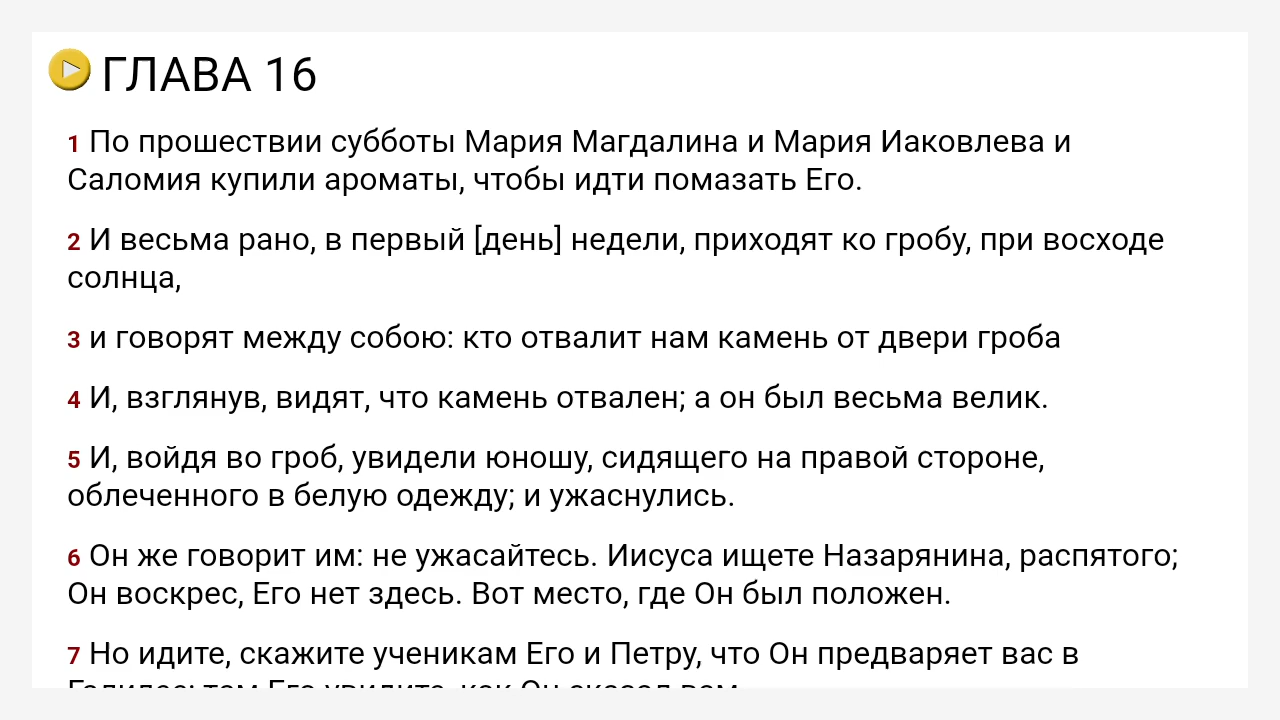 ГЛАВА 16
1 По прошествии субботы Мария Магдалина и Мария Иаковлева и
Саломия купили ароматы, чтобы идти помазать Его.
2 И весьма рано, в первый [день] недели, приходят ко гробу, при восходе
солнца,
3 и говорят между собою: кто отвалит нам камень от двери гроба
4 И, взглянув, видят, что камень отвален; а он был весьма велик.
5 И, войдя во гроб, увидели юношу, сидящего на правой стороне,
облеченного в белую одежду; и ужаснулись.
6 Он же говорит им: не ужасайтесь. Иисуса ищете Назарянина, распятого;
Он воскрес, Его нет здесь. Вот место, где Он был положен.
7 Но идите, скажите ученикам Его и Петру, что Он предваряет вас в